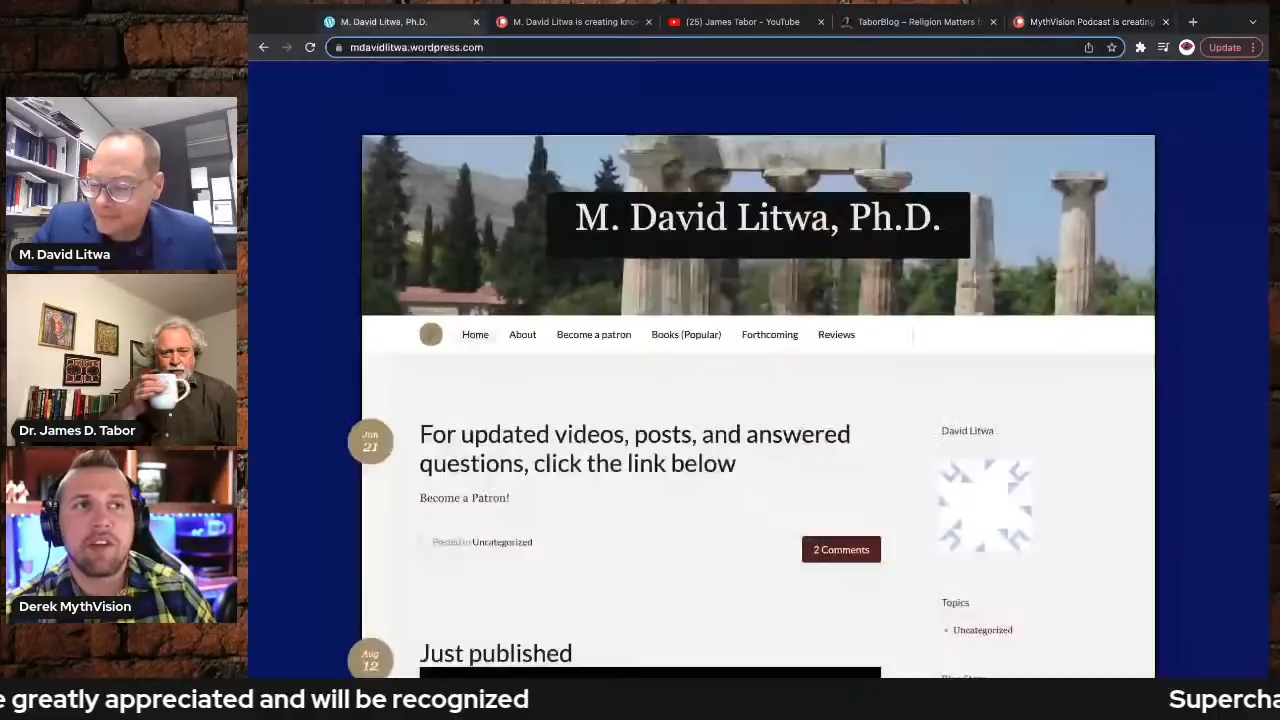 M. David Litwa, Ph.D.
M. David Litwa is creating kno
(25) James Tabor - YouTube
TaborBlog – Religion Matters
MythVision Podcast is creating
mdavidlitwa.wordpress.com
Update
M. David Litwa, Ph.D.
Home
About
Become a patron
Books (Popular)
Forthcoming
Reviews
Jan
21
For updated videos, posts, and answered
questions, click the link below
Become a Patron!
Posted in Uncategorized
2 Comments
David Litwa
Topics
Uncategorized
Aug
12
Just published
M. David Litwa
Dr. James D. Tabor
Derek MythVision
e greatly appreciated and will be recognized
Supercha